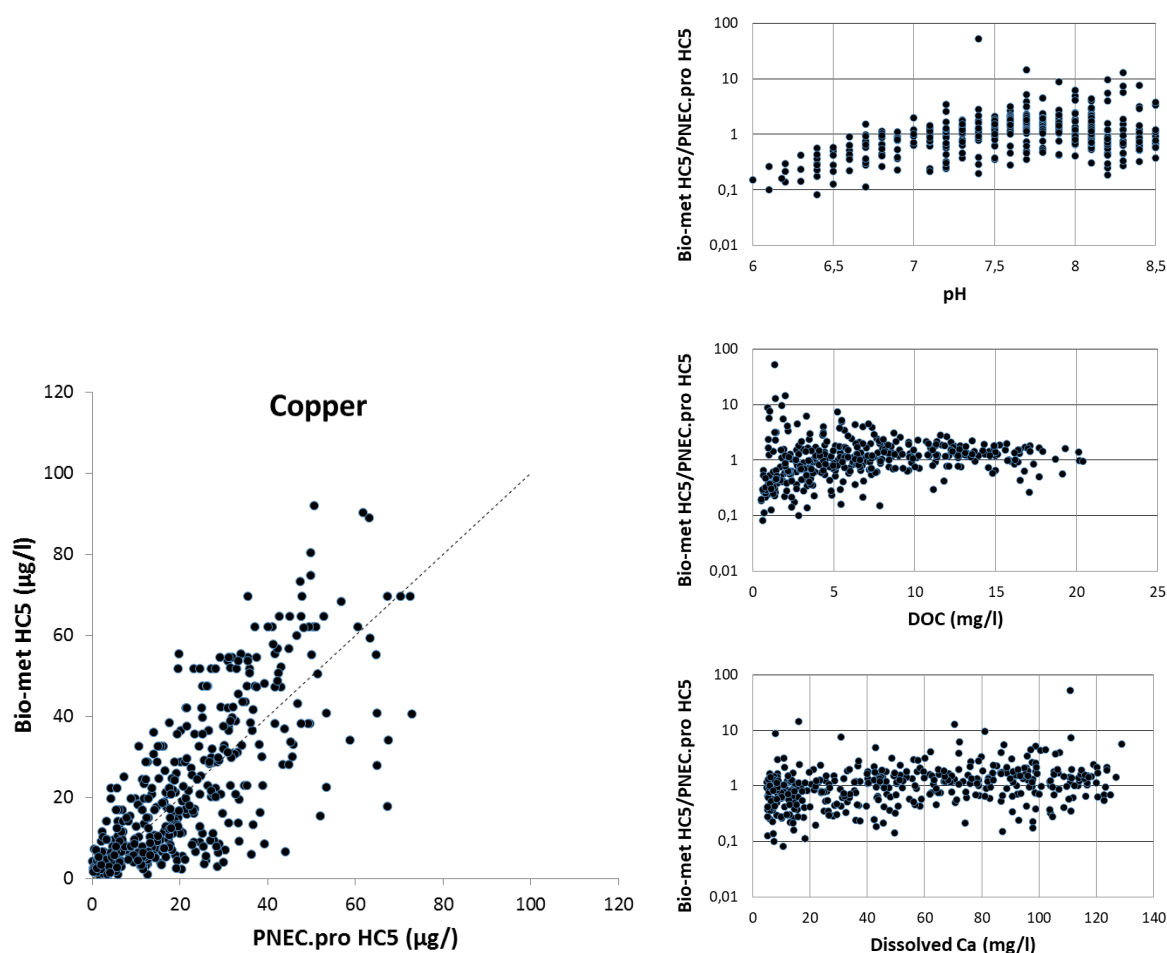 Copper
Bio-met HC5 (µg/l)
120
100
80
60
40
20
0
0 20 40 60 80 100 120
PNEC.pro HC5 (µg/)
Bio-met HC5/PNEC.pro HC5
100
10
1
0,1
0,01
6 6,5 7 7,5 8 8,5
pH
Bio-met HC5/PNEC.pro HC5
100
10
1
0,1
0,01
0 5 10 15 20 25
DOC (mg/l)
Bio-met HC5/PNEC.pro HC5
100
10
1
0,1
0,01
0 20 40 60 80 100 120 140
Dissolved Ca (mg/l)